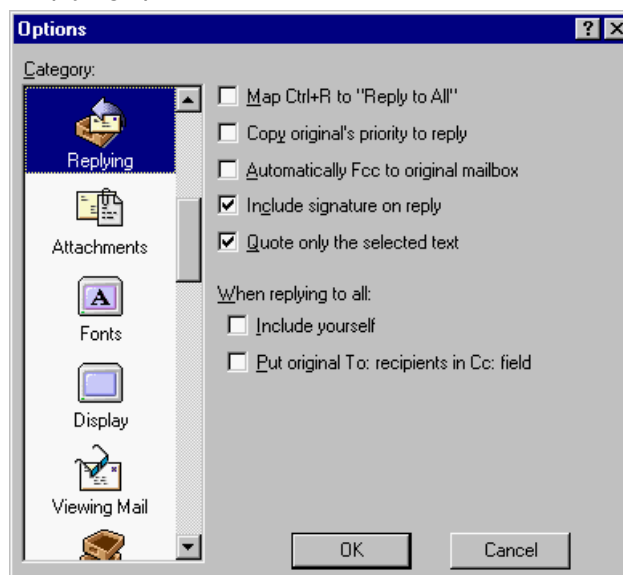 Options
Category:
Replying
Attachments
Fonts
Display
Viewing Mail
Map Ctrl+R to "Reply to All"
Copy original's priority to reply
Automatically Fcc to original mailbox
Include signature on reply
Quote only the selected text
When replying to all:
Include yourself
Put original To: recipients in Cc: field
OK
Cancel